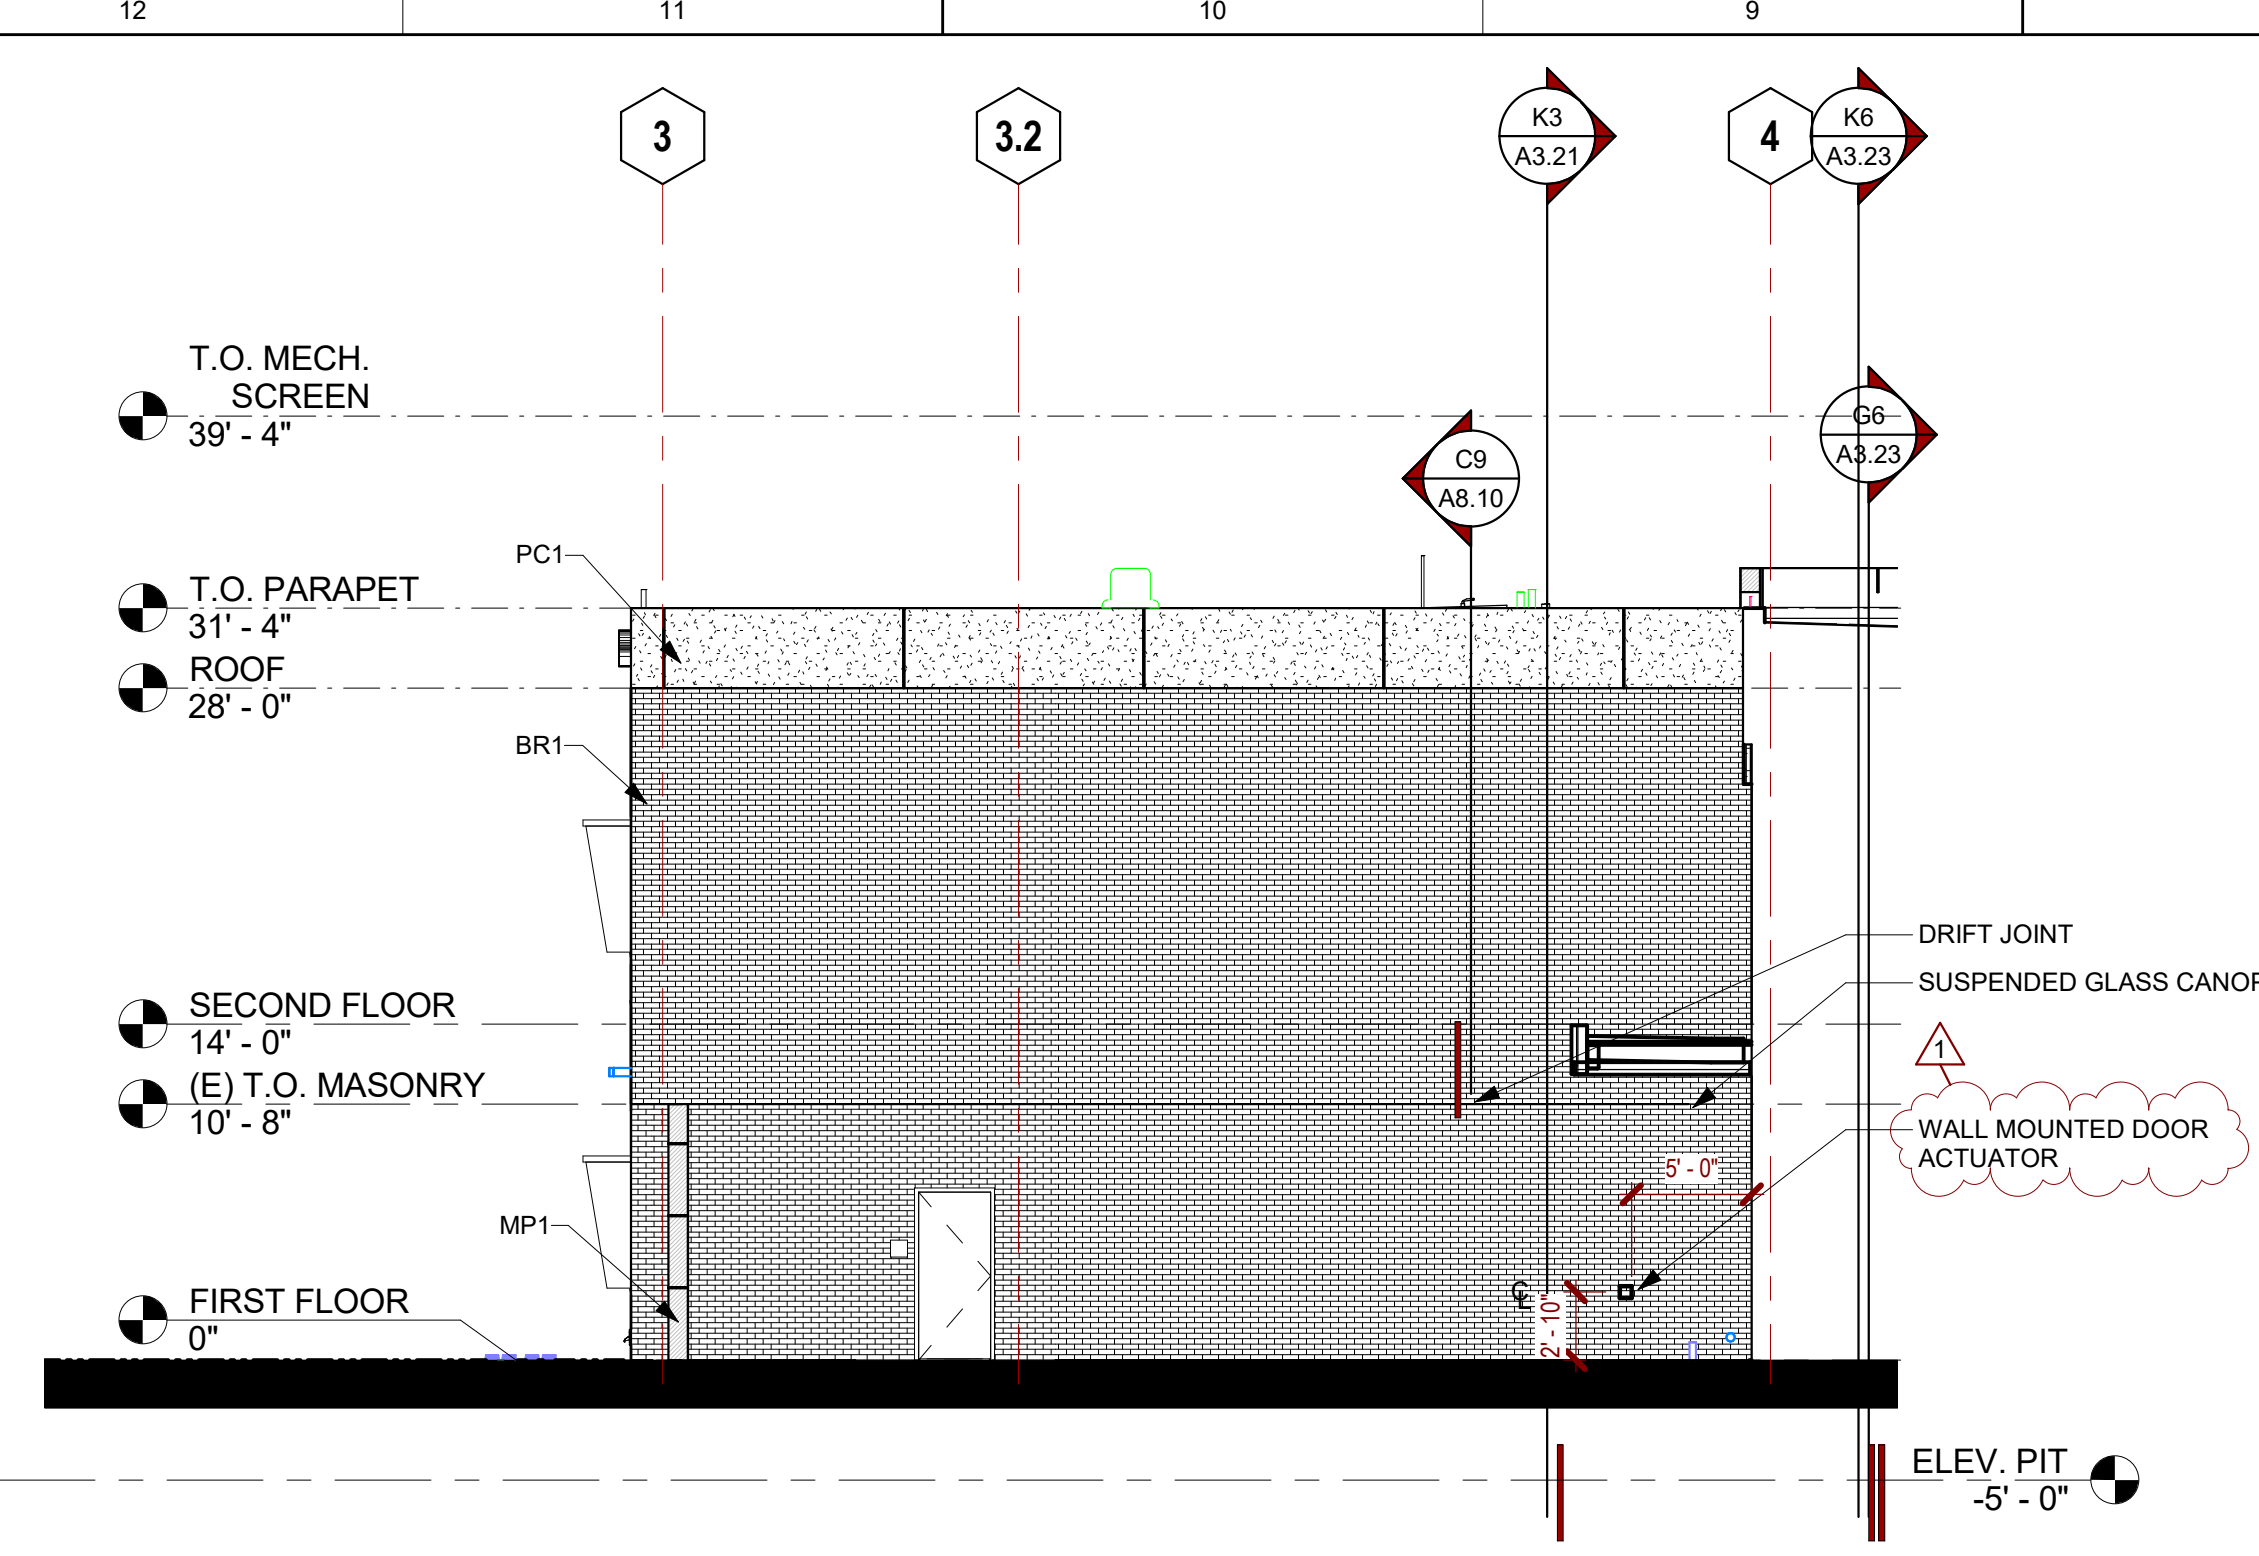 12 11 10 9
3 3.2 K3 4 K6
A3.21 A3.23
T.O. MECH.
SCREEN
39' - 4"
G6
A3.23
C9
A8.10
PC1
T.O. PARAPET
31' - 4"
ROOF
28' - 0"
BR1
DRIFT JOINT
SUSPENDED GLASS CANOP
SECOND FLOOR
14' - 0"
1
(E) T.O. MASONRY
10' - 8"
WALL MOUNTED DOOR
ACTUATOR
5' - 0"
MP1
CL
2' - 10"
FIRST FLOOR
0"
ELEV. PIT
-5' - 0"